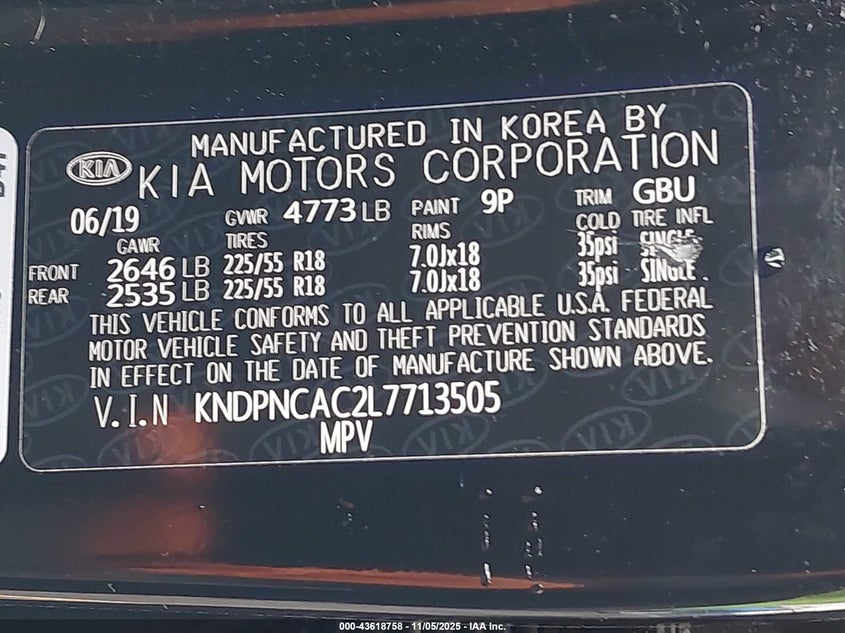 MANUFACTURED IN KOREA BY
KIA KIA MOTORS CORPORATION
06/19 GVWR 4773 LB PAINT 9P TRIM GBU
GAWR TIRES RIMS COLD TIRE INFL
FRONT 2646 LB 225/55 R18 7.0Jx18 35psi SINGLE
REAR 2535 LB 225/55 R18 7.0Jx18 35psi SINGLE .
THIS VEHICLE CONFORMS TO ALL APPLICABLE U.S.A. FEDERAL
MOTOR VEHICLE SAFETY AND THEFT PREVENTION STANDARDS
IN EFFECT ON THE DATE OF MANUFACTURE SHOWN ABOVE.
V.I.N KNDPNCAC2L7713505
MPV
000-43618758 - 11/05/2025 - IAA Inc.